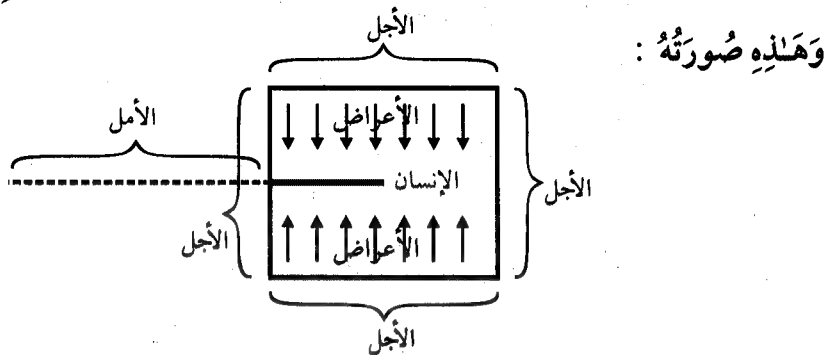 وَهَـٰذِهِ صُورَتُهُ :
الأجل
الأعراض
الأمل
الإنسان
الأجل
الأجل
الأعراض
الأجل